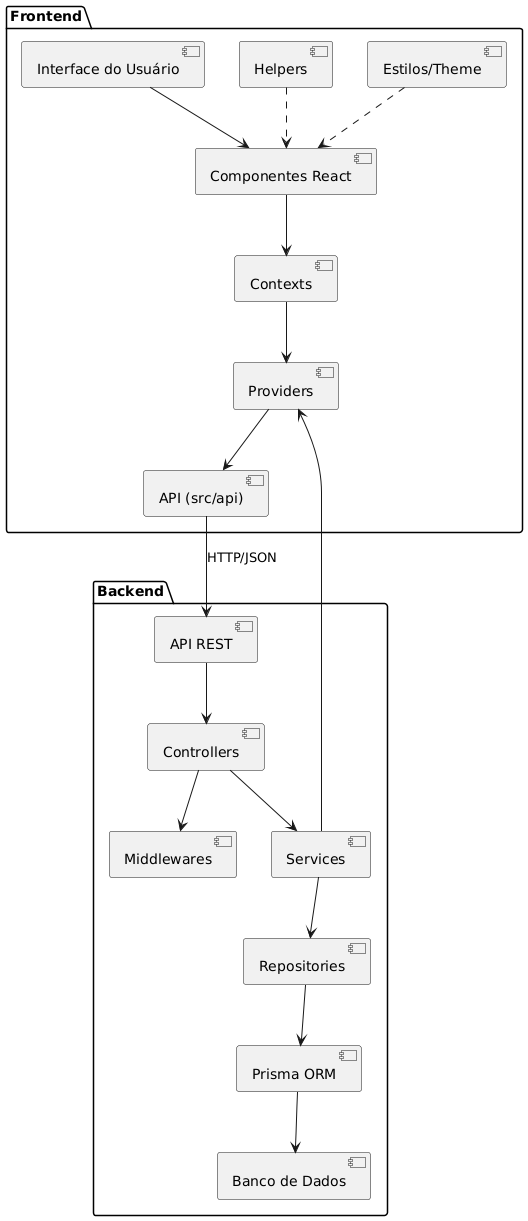 Frontend
Interface do Usuário
Helpers
Estilos/Theme
Componentes React
Contexts
Providers
API (src/api)
HTTP/JSON
Backend
API REST
Controllers
Middlewares
Services
Repositories
Prisma ORM
Banco de Dados